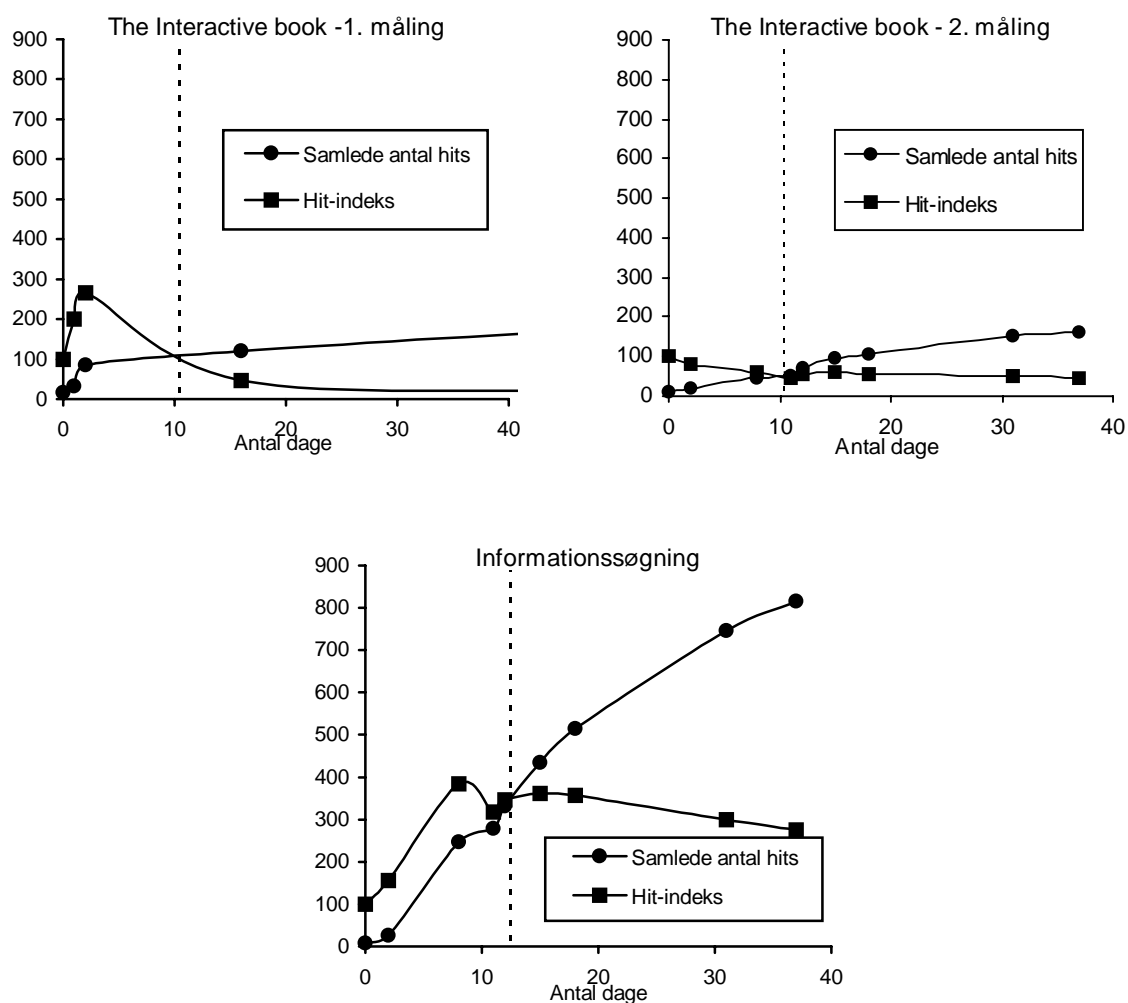 The Interactive book -1. måling
900
800
700
600
500
400
300
200
100
0
Samlede antal hits
Hit-indeks
0 10 20 30 40
Antal dage
The Interactive book - 2. måling
900
800
700
600
500
400
300
200
100
0
Samlede antal hits
Hit-indeks
0 10 20 30 40
Antal dage
Informationssøgning
900
800
700
600
500
400
300
200
100
0
Samlede antal hits
Hit-indeks
0 10 20 30 40
Antal dage